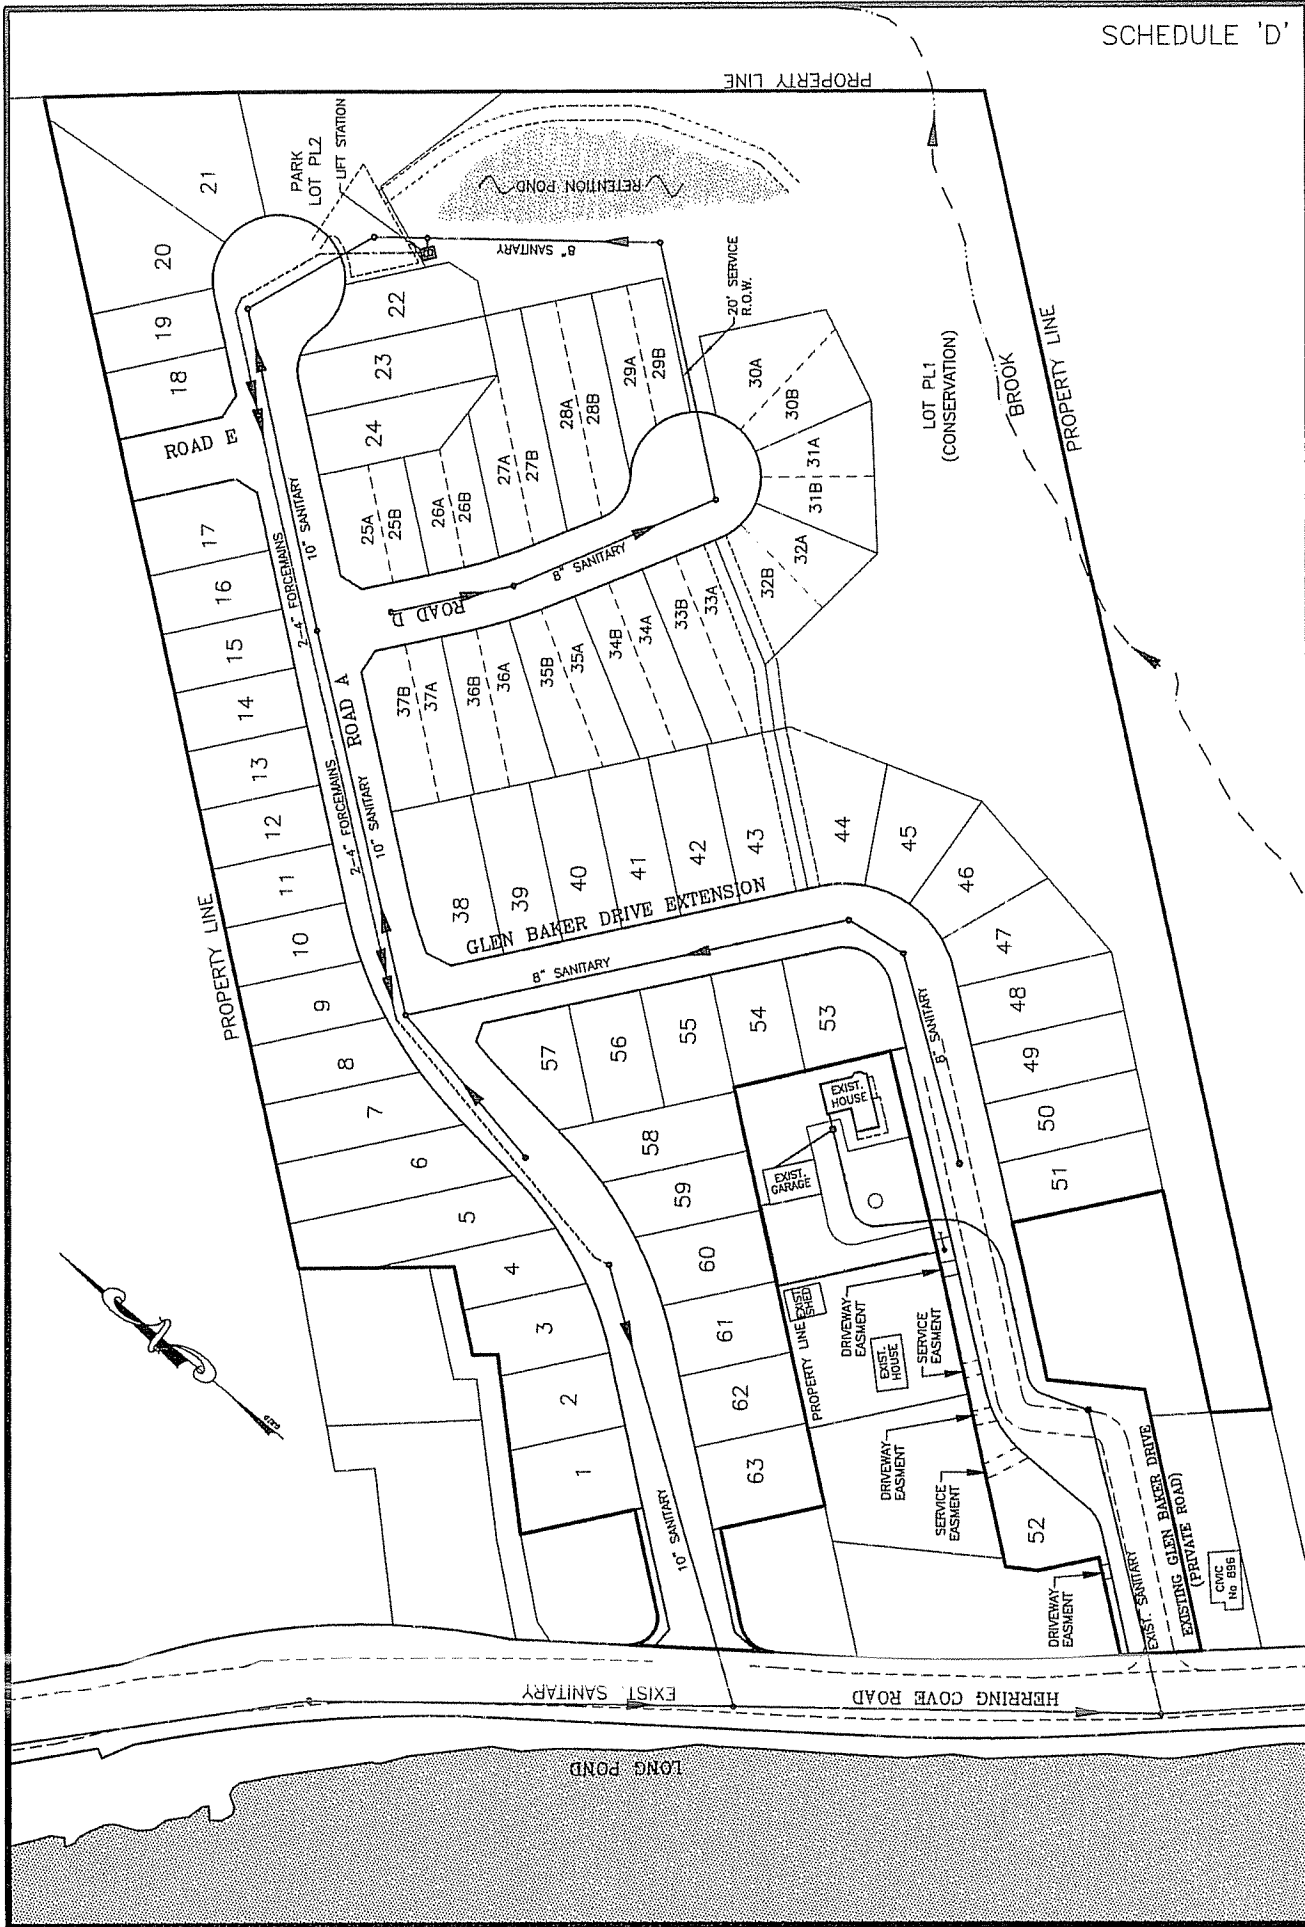 SCHEDULE 'D'
PROPERTY LINE
21
PARK
LOT PL2
LIFT STATION
RETENTION POND
20
19
18
22
8" SANITARY
20' SERVICE
R.O.W.
23
24
ROAD E
29A
29B
28A
28B
27A
27B
26A
26B
25A
25B
30A
30B
31A
31B
32A
32B
LOT PL1
(CONSERVATION)
BROOK
PROPERTY LINE
17
16
15
14
13
12
11
10
9
8
7
6
5
4
3
2
1
2-4" FORCEMAINS
10" SANITARY
ROAD D
8" SANITARY
33A
33B
34A
34B
35A
35B
36A
36B
37A
37B
ROAD A
2-4" FORCEMAINS
10" SANITARY
PROPERTY LINE
38
39
40
41
42
43
44
45
46
47
48
49
50
51
GLEN BAKER DRIVE EXTENSION
8" SANITARY
8" SANITARY
53
54
55
56
57
58
59
60
61
62
63
EXIST.
HOUSE
EXIST.
GARAGE
EXIST.
SHED
PROPERTY LINE
DRIVEWAY
EASMENT
EXIST.
HOUSE
SERVICE
EASMENT
DRIVEWAY
EASMENT
SERVICE
EASMENT
52
DRIVEWAY
EASMENT
EXIST. SANITARY
EXISTING GLEN BAKER DRIVE
(PRIVATE ROAD)
CIVIC
No 896
10" SANITARY
GRID
EXIST. SANITARY
HERRING COVE ROAD
LONG POND